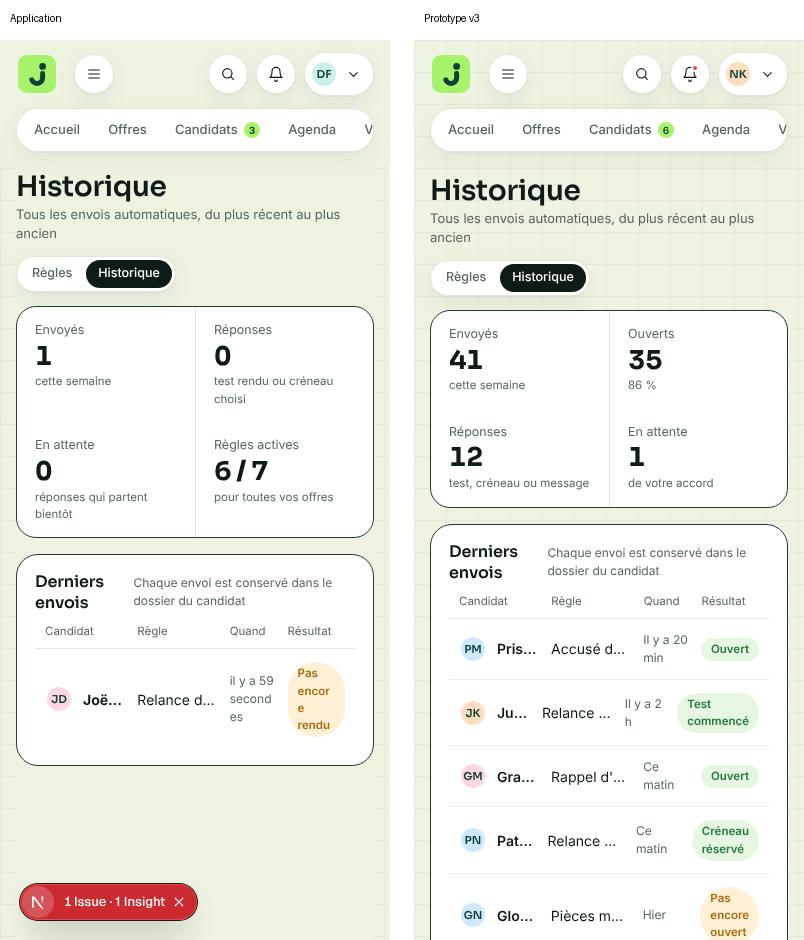 Application
DF
Accueil
Offres
Candidats 3
Agenda
V
Historique
Tous les envois automatiques, du plus récent au plus
ancien
Règles
Historique
Envoyés
1
cette semaine
Réponses
0
test rendu ou créneau
choisi
En attente
0
réponses qui partent
bientôt
Règles actives
6/7
pour toutes vos offres
Derniers
envois
Chaque envoi est conservé dans le
dossier du candidat
Candidat
Règle
Quand
Résultat
JD
Joë...
Relance d...
il y a 59
second
es
Pas
encor
e
rendu
N
1 Issue · 1 Insight
Prototype v3
NK
Accueil
Offres
Candidats 6
Agenda
V
Historique
Tous les envois automatiques, du plus récent au plus
ancien
Règles
Historique
Envoyés
41
cette semaine
Ouverts
35
86 %
Réponses
12
test, créneau ou message
En attente
1
de votre accord
Derniers
envois
Chaque envoi est conservé dans le
dossier du candidat
Candidat
Règle
Quand
Résultat
PM
Pris...
Accusé d...
Il y a 20
min
Ouvert
JK
Ju...
Relance ...
Il y a 2
h
Test
commencé
GM
Gra...
Rappel d'...
Ce
matin
Ouvert
PN
Pat...
Relance ...
Ce
matin
Créneau
réservé
GN
Glo...
Pièces m...
Hier
Pas
encore
ouvert